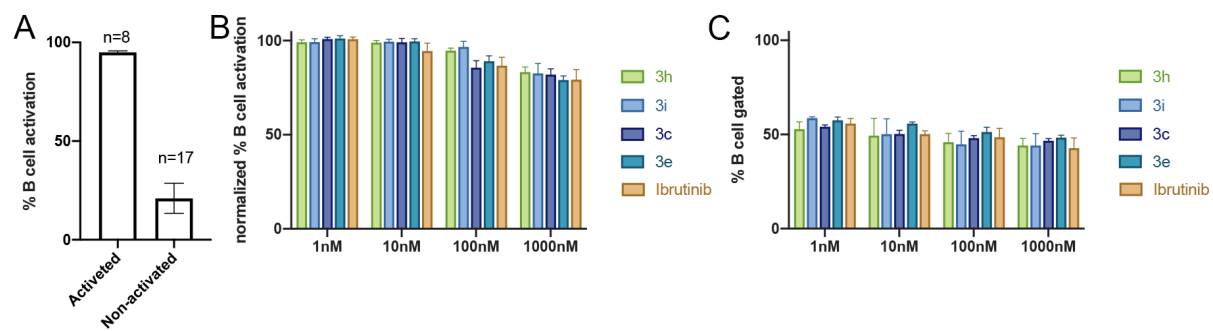 A
% B cell activation
100
50
0
n=8
n=17
Activeted
Non-activated
B
normalized % B cell activation
100
50
0
1nM
10nM
100nM
1000nM
3h
3i
3c
3e
Ibrutinib
C
% B cell gated
100
50
0
1nM
10nM
100nM
1000nM
3h
3i
3c
3e
Ibrutinib